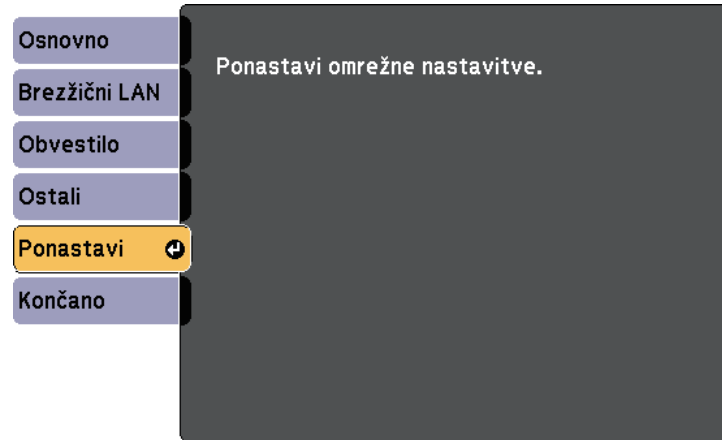 Osnovno
Brezžični LAN
Obvestilo
Ostali
Ponastavi
Končano
Ponastavi omrežne nastavitve.